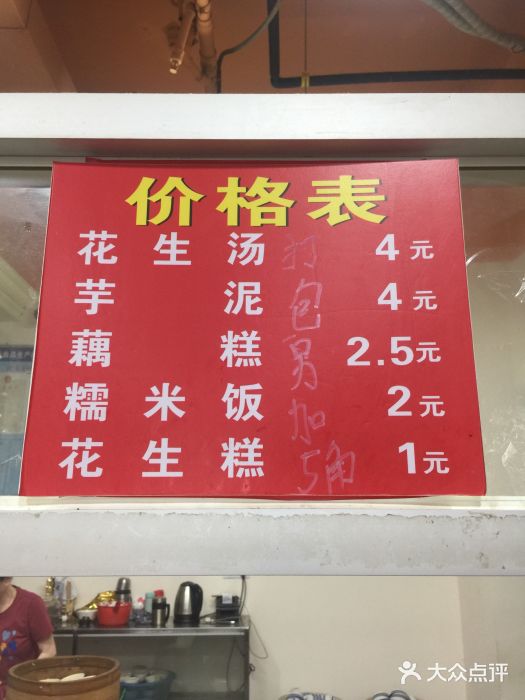 价格表
花生汤 4元
芋泥 4元
藕糕 2.5元
糯米饭 2元
花生糕 1元
打包另加5角
大众点评